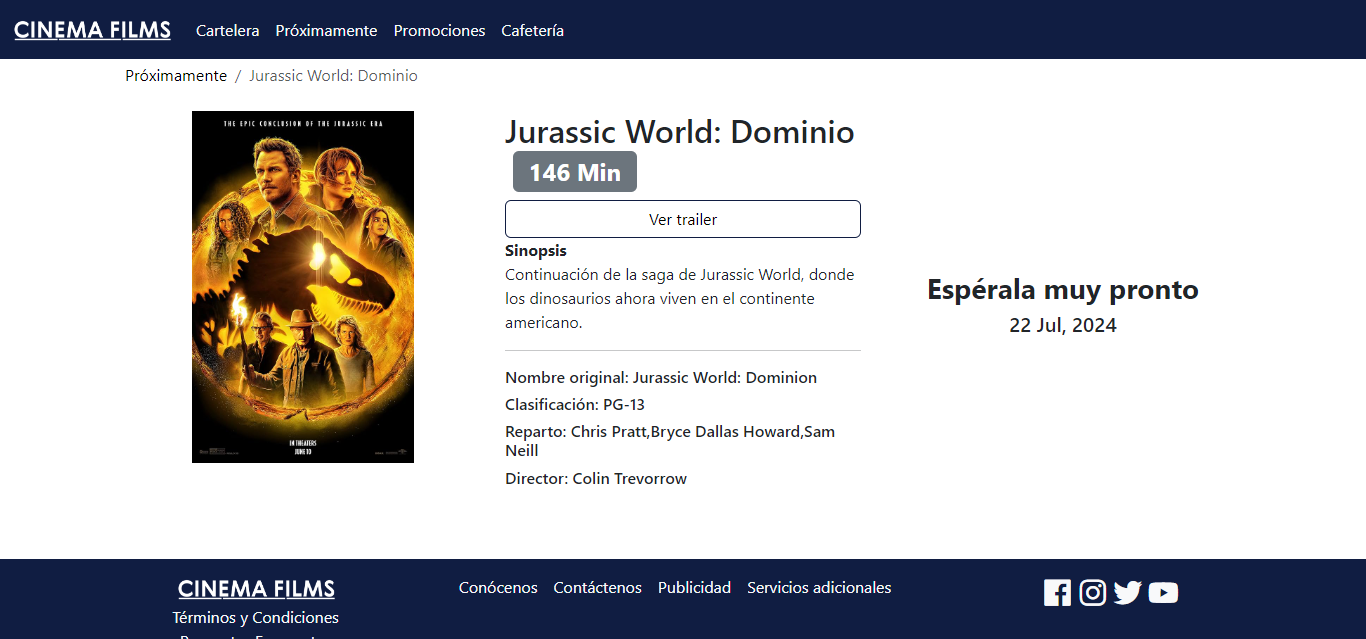 CINEMA FILMS Cartelera Próximamente Promociones Cafetería
Próximamente / Jurassic World: Dominio
THE EPIC CONCLUSION OF THE JURASSIC ERA
IN THEATERS
JUNE 10
Jurassic World: Dominio
146 Min
Ver trailer
Sinopsis
Continuación de la saga de Jurassic World, donde
los dinosaurios ahora viven en el continente
americano.
Nombre original: Jurassic World: Dominion
Clasificación: PG-13
Reparto: Chris Pratt,Bryce Dallas Howard,Sam
Neill
Director: Colin Trevorrow
Espérala muy pronto
22 Jul, 2024
CINEMA FILMS
Términos y Condiciones
Conócenos Contáctenos Publicidad Servicios adicionales